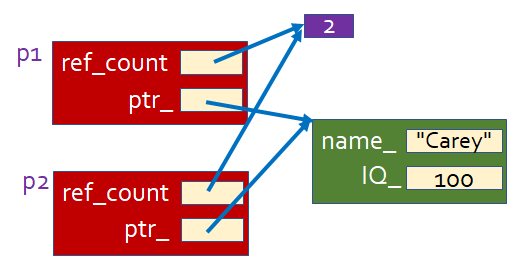 2
p1
ref_count
ptr_
name_ "Carey"
IQ_ 100
p2
ref_count
ptr_